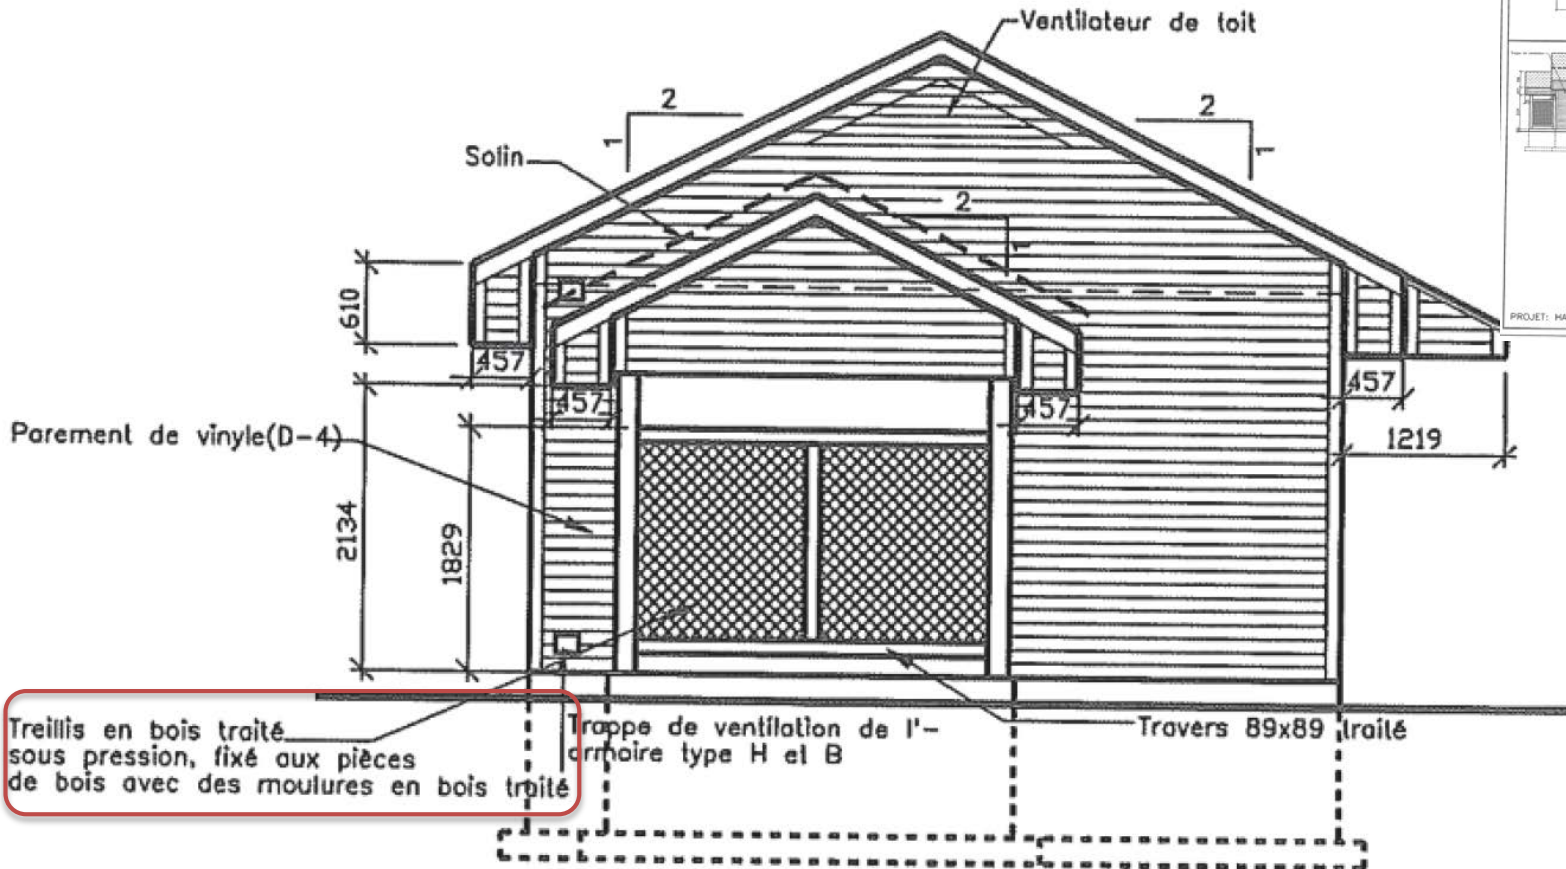 Ventilateur de toit
2
1
2
1
Solin
2
1
610
457
457
457
457
1219
Parement de vinyle(D-4)
2134
1829
Treillis en bois traité
sous pression, fixé aux pièces
de bois avec des moulures en bois traité
Trappe de ventilation de l'-
armoire type H et B
Travers 89x89 traité
PROJET: MA